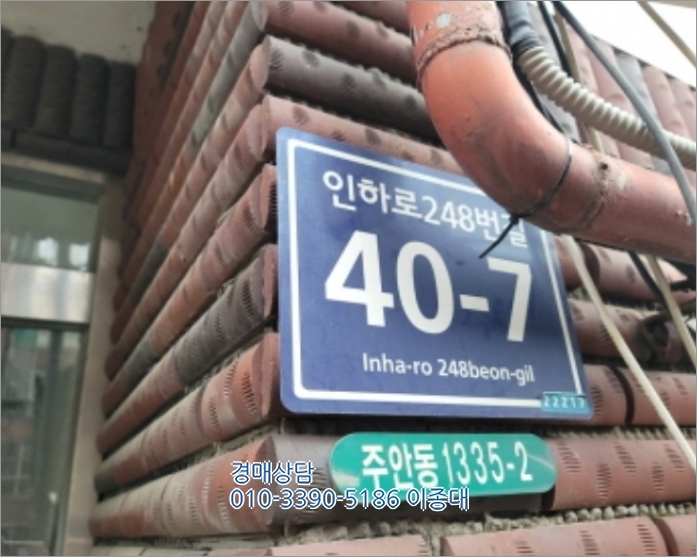 인하로248번길
40-7
Inha-ro 248beon-gil
22217
주안동1335-2
경매상담
010-3390-5186 이종대